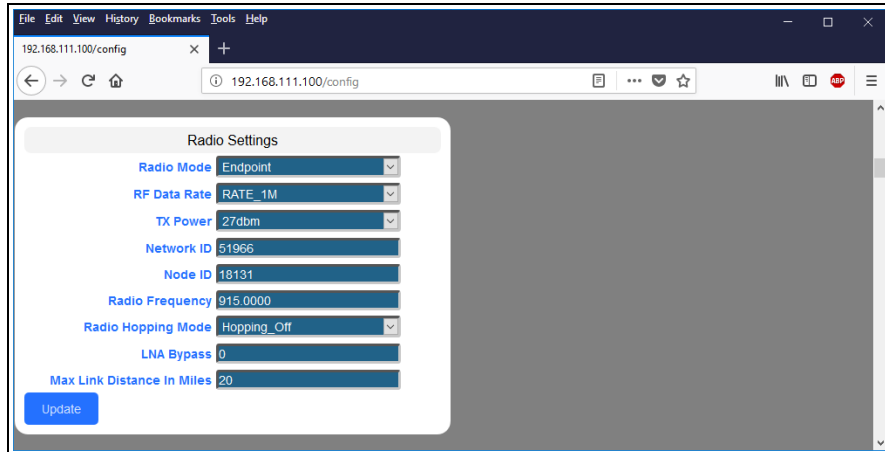 File Edit View History Bookmarks Tools Help
192.168.111.100/config
192.168.111.100/config
ABP
Radio Settings
Radio Mode Endpoint
RF Data Rate RATE_1M
TX Power 27dbm
Network ID 51966
Node ID 18131
Radio Frequency 915.0000
Radio Hopping Mode Hopping_Off
LNA Bypass 0
Max Link Distance In Miles 20
Update